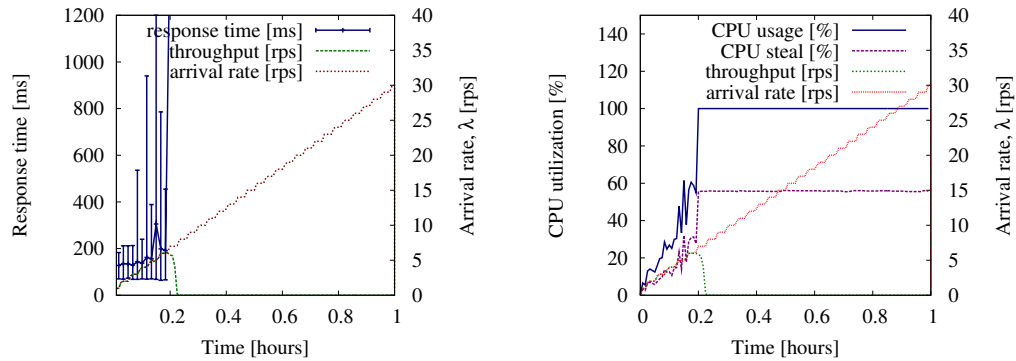 response time [ms]
throughput [rps]
arrival rate [rps]
1200
1000
800
600
400
200
0
Response time [ms]
40
35
30
25
20
15
10
5
0
Arrival rate, λ [rps]
0.2 0.4 0.6 0.8 1
Time [hours]
CPU usage [%]
CPU steal [%]
throughput [rps]
arrival rate [rps]
140
120
100
80
60
40
20
0
CPU utilization [%]
40
35
30
25
20
15
10
5
0
Arrival rate, λ [rps]
0 0.2 0.4 0.6 0.8 1
Time [hours]